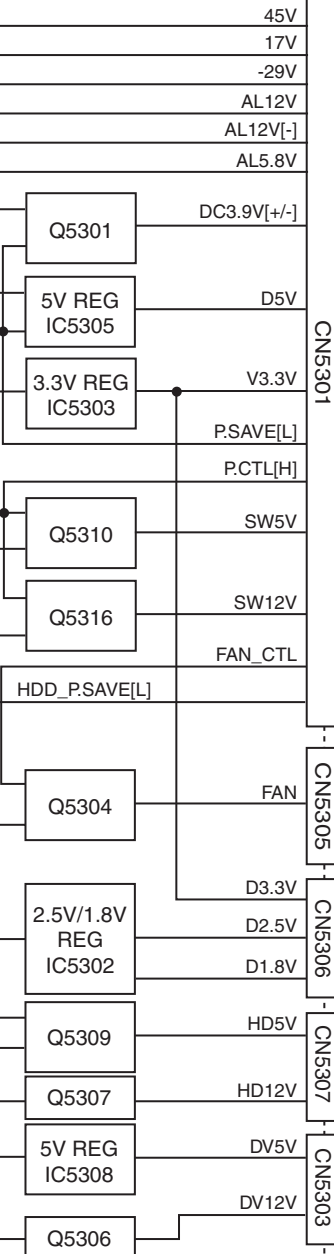 45V
17V
-29V
AL12V
AL12V[-]
AL5.8V
DC3.9V[+/-]
Q5301
5V REG
IC5305
D5V
CN5301
3.3V REG
IC5303
V3.3V
P.SAVE[L]
P.CTL[H]
Q5310
SW5V
Q5316
SW12V
FAN_CTL
HDD_P.SAVE[L]
Q5304
FAN
CN5305
D3.3V
2.5V/1.8V
REG
IC5302
D2.5V
D1.8V
CN5306
Q5309
HD5V
CN5307
Q5307
HD12V
5V REG
IC5308
DV5V
CN5303
DV12V
Q5306